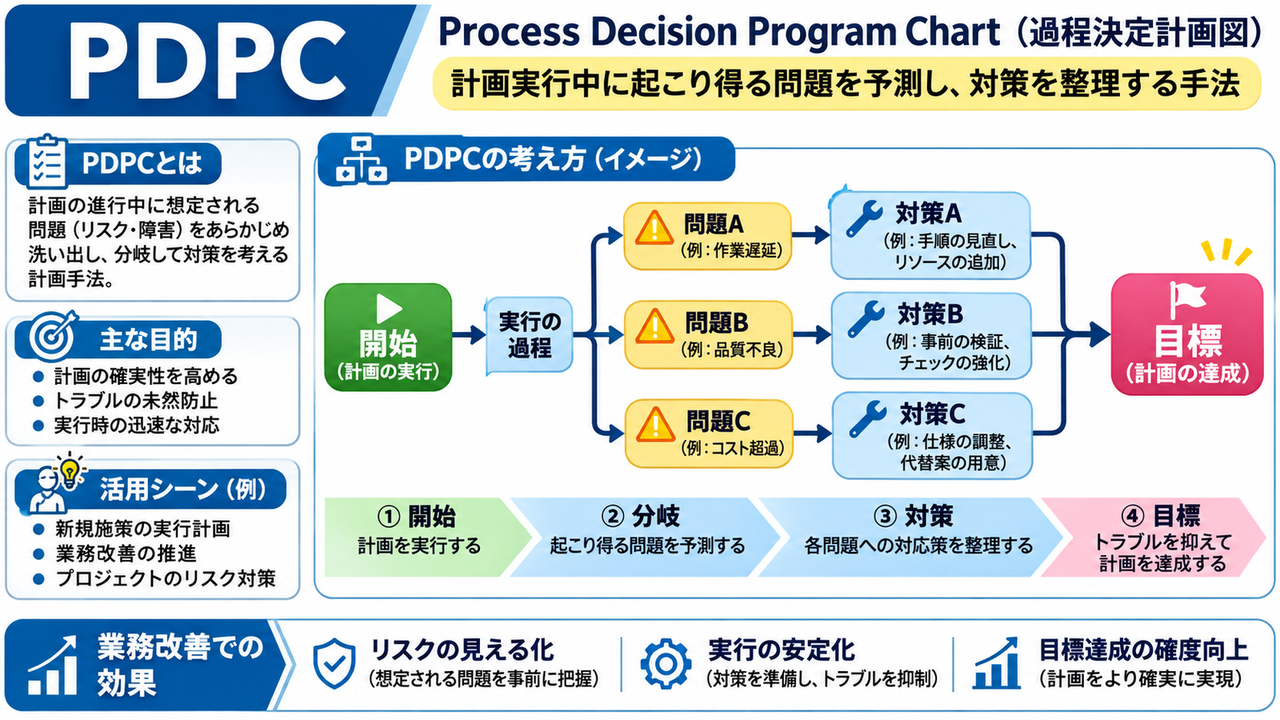 PDPC
Process Decision Program Chart（過程決定計画図）
計画実行中に起こり得る問題を予測し、対策を整理する手法
PDPCとは
計画の進行中に想定される
問題（リスク・障害）をあらかじめ
洗い出し、分岐して対策を考える
計画手法。
主な目的
● 計画の確実性を高める
● トラブルの未然防止
● 実行時の迅速な対応
活用シーン（例）
● 新規施策の実行計画
● 業務改善の推進
● プロジェクトのリスク対策
PDPCの考え方（イメージ）
開始
（計画の実行）
実行の
過程
問題A
（例：作業遅延）
対策A
（例：手順の見直し、
リソースの追加）
問題B
（例：品質不良）
対策B
（例：事前の検証、
チェックの強化）
問題C
（例：コスト超過）
対策C
（例：仕様の調整、
代替案の用意）
目標
（計画の達成）
① 開始
計画を実行する
② 分岐
起こり得る問題を予測する
③ 対策
各問題への対応策を整理する
④ 目標
トラブルを抑えて
計画を達成する
業務改善での
効果
リスクの見える化
（想定される問題を事前に把握）
実行の安定化
（対策を準備し、トラブルを抑制）
目標達成の確度向上
（計画をより確実に実現）